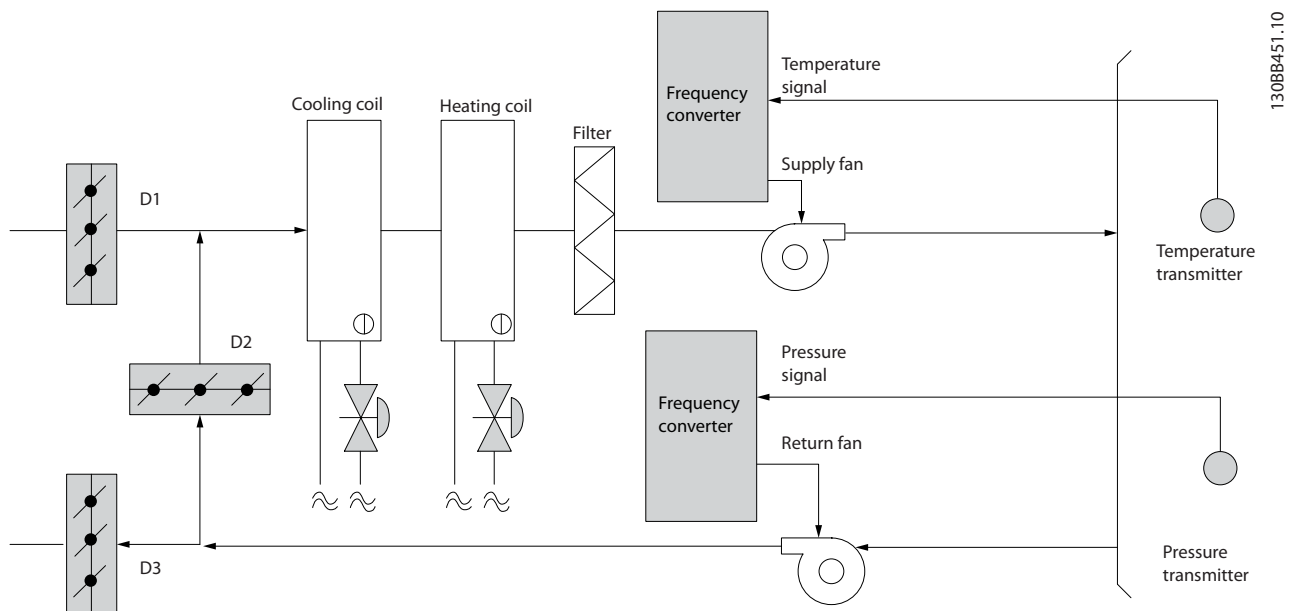 130BB451.10
Temperature
signal
Cooling coil
Heating coil
Frequency
converter
Filter
Supply fan
D1
Temperature
transmitter
D2
Pressure
signal
Frequency
converter
Return fan
D3
Pressure
transmitter